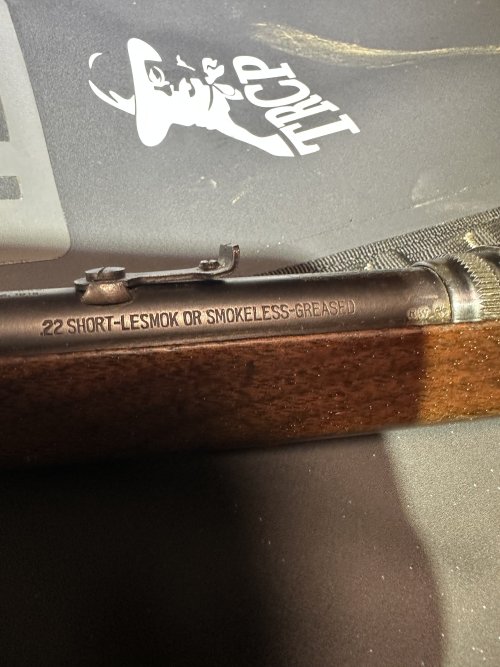 TRCP
.22 SHORT-LESMOK OR SMOKELESS-GREASED